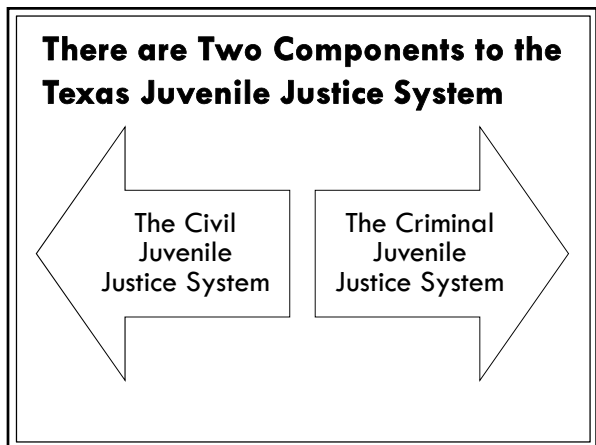 There are Two Components to the
Texas Juvenile Justice System
The Civil
Juvenile
Justice System
The Criminal
Juvenile
Justice System